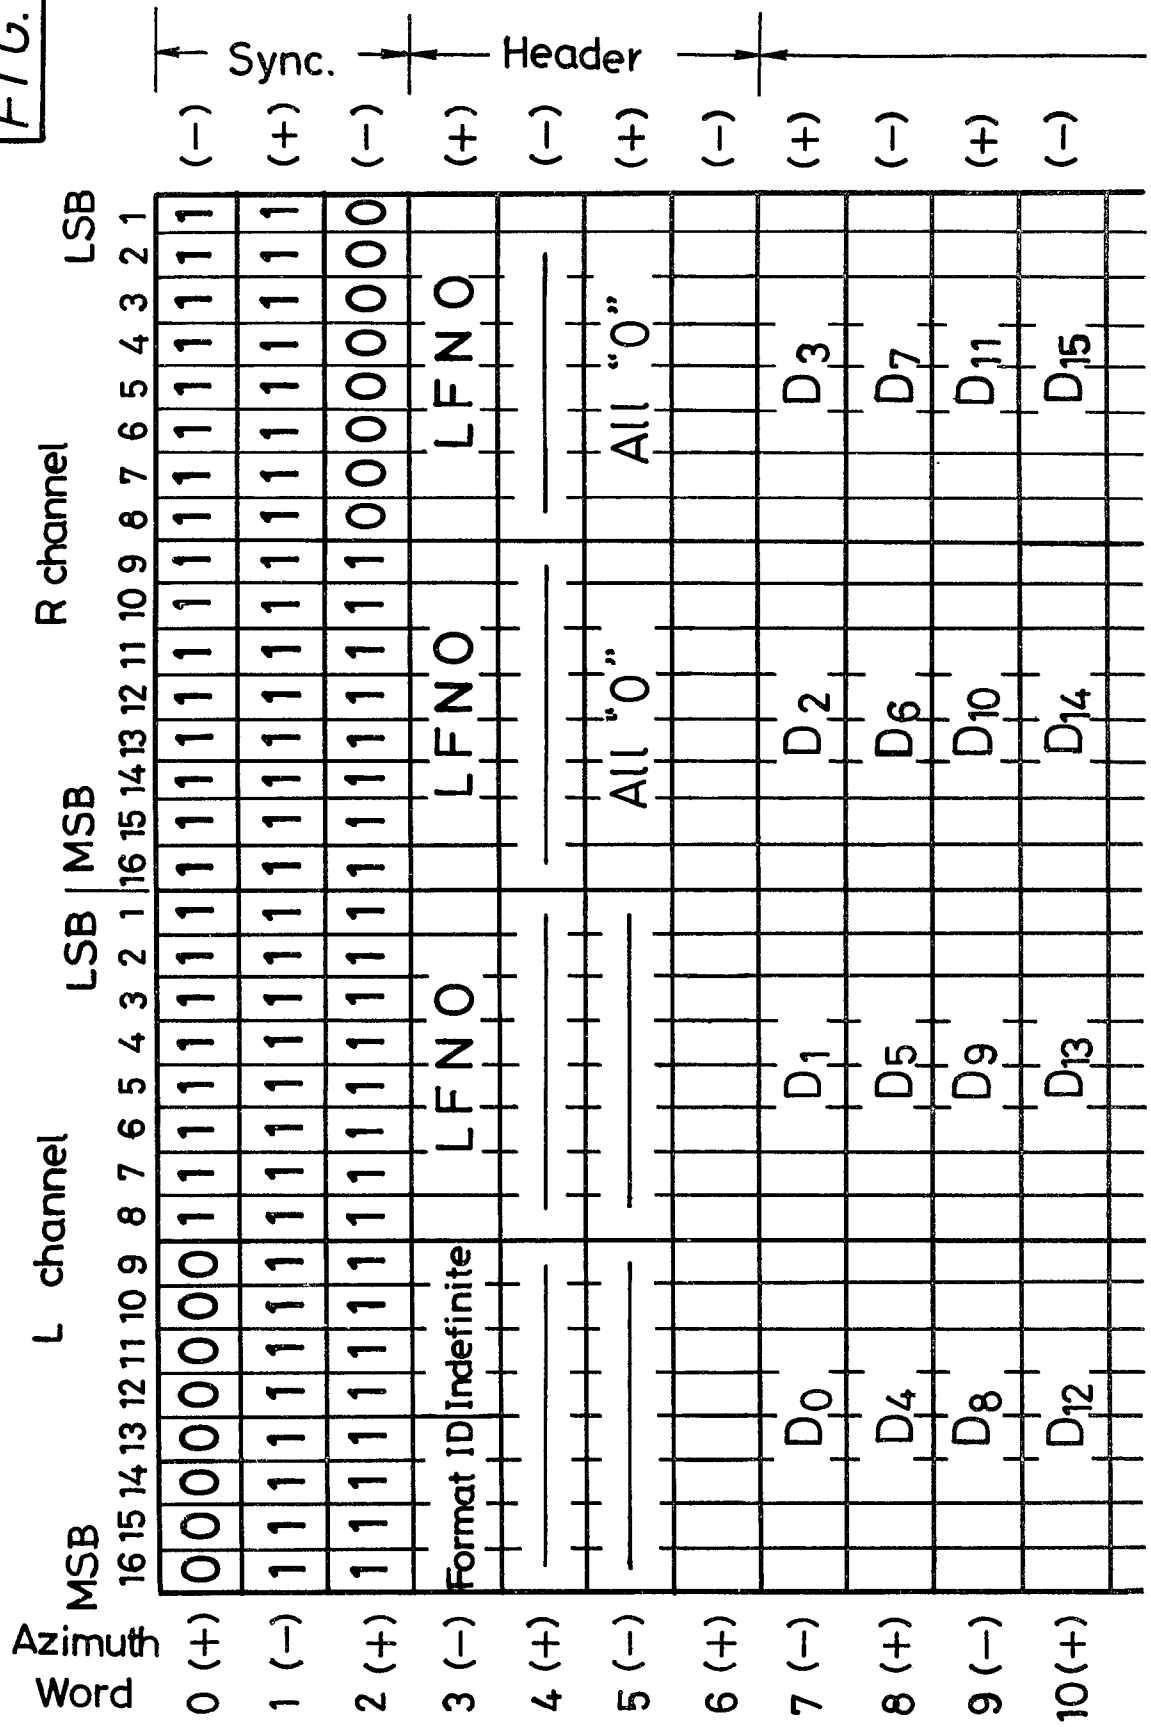 FIG.
L channel R channel
MSB LSB MSB LSB
Word Azimuth 16 15 14 13 12 11 10 9 8 7 6 5 4 3 2 1 16 15 14 13 12 11 10 9 8 7 6 5 4 3 2 1
0 (+) 0 0 0 0 0 0 0 0 1 1 1 1 1 1 1 1 1 1 1 1 1 1 1 1 1 1 1 1 1 1 1 1 (−)
Sync.
1 (−) 1 1 1 1 1 1 1 1 1 1 1 1 1 1 1 1 1 1 1 1 1 1 1 1 1 1 1 1 1 1 1 1 (+)
2 (+) 1 1 1 1 1 1 1 1 1 1 1 1 1 1 1 1 1 1 1 1 1 1 1 1 0 0 0 0 0 0 0 0 (−)
3 (−) Format ID Indefinite LFNO LFNO LFNO (+)
Header
4 (+) (−)
5 (−) All "0" All "0" (+)
6 (+) (−)
7 (−) D0 D1 D2 D3 (+)
8 (+) D4 D5 D6 D7 (−)
9 (−) D8 D9 D10 D11 (+)
10 (+) D12 D13 D14 D15 (−)